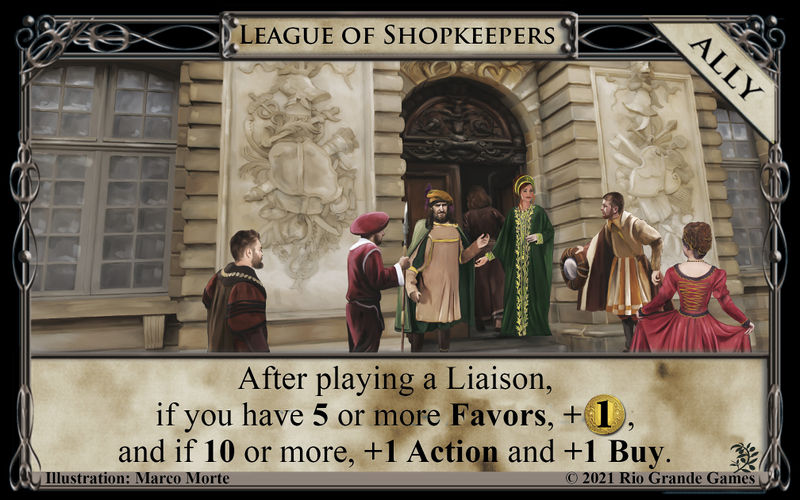 League of Shopkeepers
ALLY
After playing a Liaison,
if you have 5 or more Favors, +1,
and if 10 or more, +1 Action and +1 Buy.
Illustration: Marco Morte
© 2021 Rio Grande Games